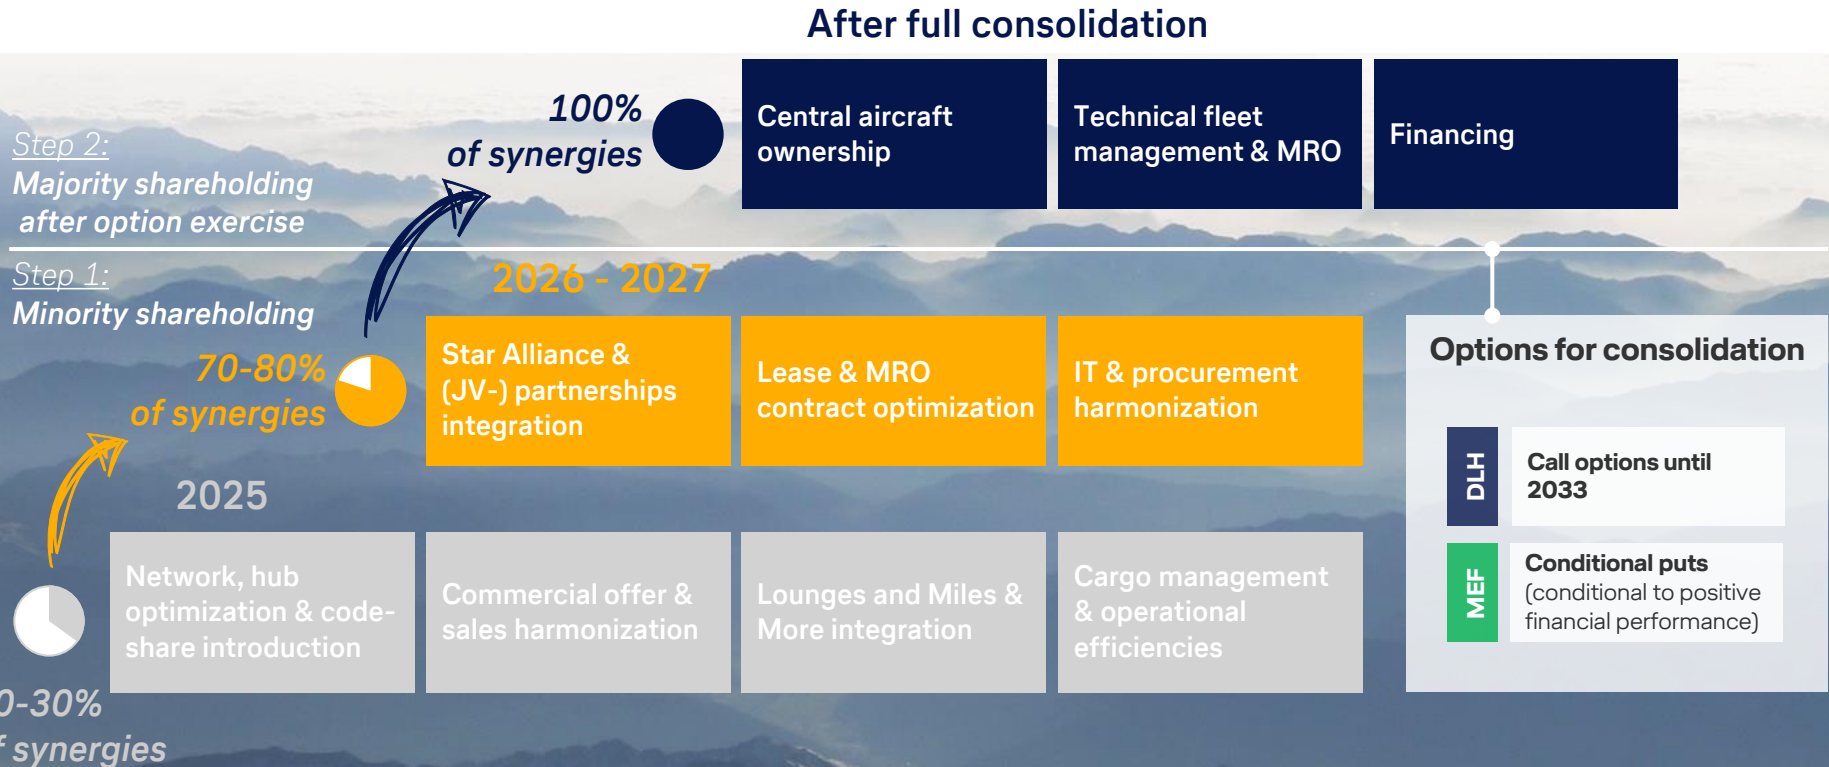 After full consolidation
Step 2:
Majority shareholding
after option exercise
100%
of synergies
Central aircraft
ownership
Technical fleet
management & MRO
Financing
Step 1:
Minority shareholding
2026 - 2027
70-80%
of synergies
Star Alliance &
(JV-) partnerships
integration
Lease & MRO
contract optimization
IT & procurement
harmonization
2025
Network, hub
optimization & code-
share introduction
Commercial offer &
sales harmonization
Lounges and Miles &
More integration
Cargo management
& operational
efficiencies
0-30%
synergies
Options for consolidation
DLH
Call options until
2033
MEF
Conditional puts
(conditional to positive
financial performance)